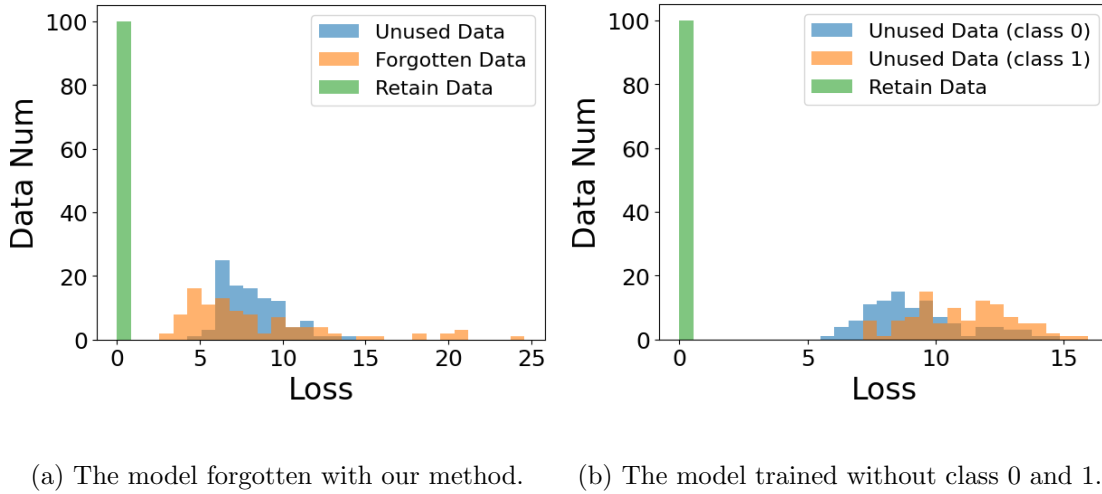 100
80
60
40
20
0
Data Num
Unused Data
Forgotten Data
Retain Data
0 5 10 15 20 25
Loss
100
80
60
40
20
0
Data Num
Unused Data (class 0)
Unused Data (class 1)
Retain Data
0 5 10 15
Loss
(a) The model forgotten with our method.
(b) The model trained without class 0 and 1.